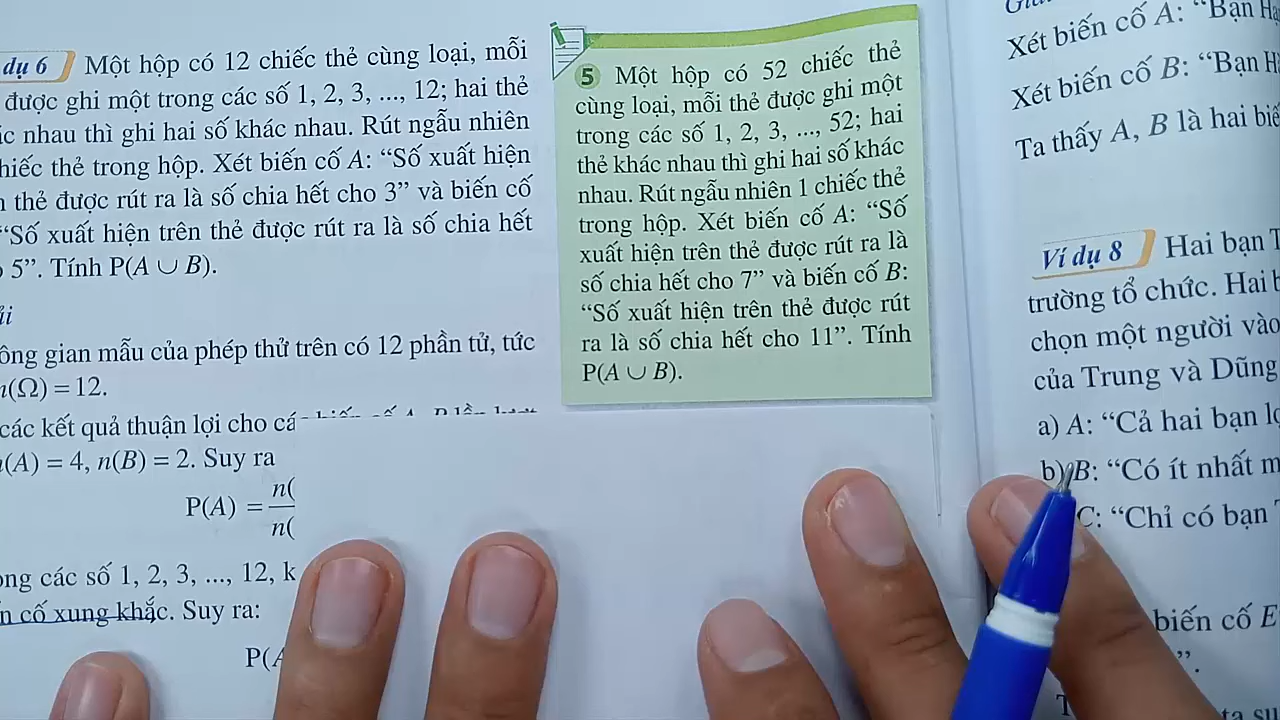 dụ 6 Một hộp có 12 chiếc thẻ cùng loại, mỗi
được ghi một trong các số 1, 2, 3, ..., 12; hai thẻ
nhau thì ghi hai số khác nhau. Rút ngẫu nhiên
thẻ trong hộp. Xét biến cố A: “Số xuất hiện
thẻ được rút ra là số chia hết cho 3” và biến cố
“Số xuất hiện trên thẻ được rút ra là số chia hết
5”. Tính P(A ∪ B).
gian mẫu của phép thử trên có 12 phần tử, tức
n(Ω) = 12.
các kết quả thuận lợi cho
n(A) = 4, n(B) = 2. Suy ra
P(A) = n(
n(
các số 1, 2, 3, ..., 12,
cố xung khắc. Suy ra:
5 Một hộp có 52 chiếc thẻ
cùng loại, mỗi thẻ được ghi một
trong các số 1, 2, 3, ..., 52; hai
thẻ khác nhau thì ghi hai số khác
nhau. Rút ngẫu nhiên 1 chiếc thẻ
trong hộp. Xét biến cố A: “Số
xuất hiện trên thẻ được rút ra là
số chia hết cho 7” và biến cố B:
“Số xuất hiện trên thẻ được rút
ra là số chia hết cho 11”. Tính
P(A ∪ B).
Xét biến cố A: “Bạn
Xét biến cố B: “Bạn
Ta thấy A, B là hai
Ví dụ 8 Hai bạn
trường tổ chức. Hai
chọn một người vào
của Trung và Dũng
a) A: “Cả hai bạn
b) B: “Có ít nhất
C: “Chỉ có bạn
biến cố E
”.
ta